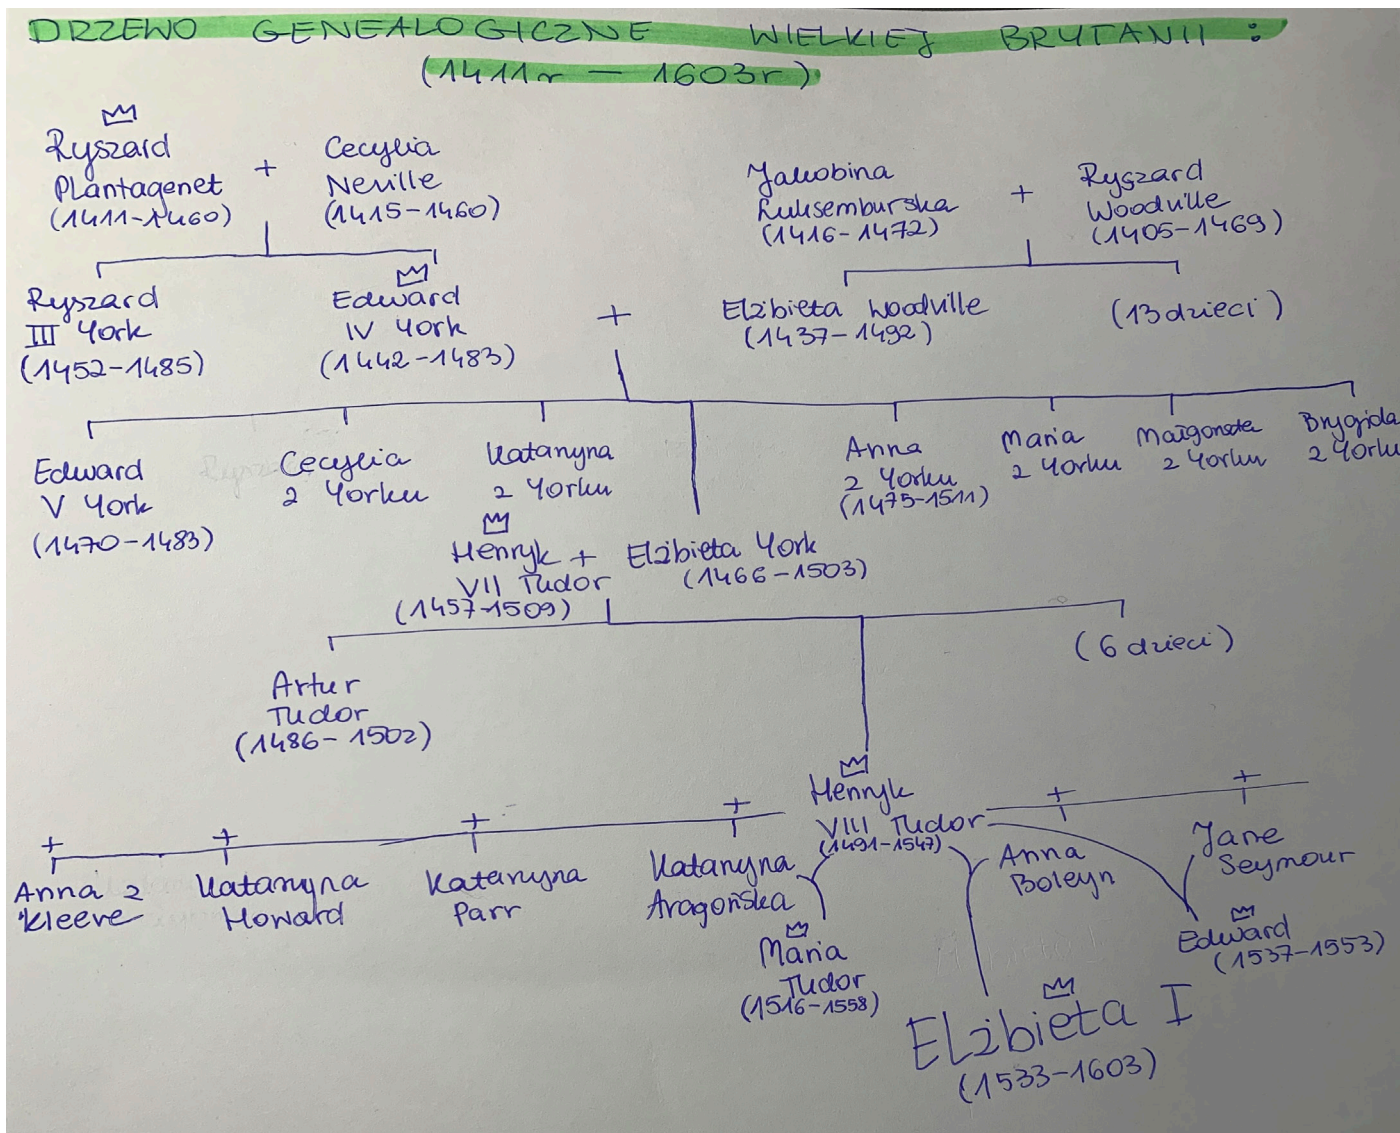 DRZEWO GENEALOGICZNE WIELKIEJ BRYTANII :
(1411r — 1603r)
Ryszard
Plantagenet
(1411-1460)
+
Cecylia
Neville
(1415-1460)
Jakobina
Luksemburska
(1416-1472)
+
Ryszard
Woodville
(1405-1469)
Ryszard
III York
(1452-1485)
Edward
IV York
(1442-1483)
+
Elżbieta Woodville
(1437-1492)
(13 dzieci)
Edward
V York
(1470-1483)
Cecylia
z Yorku
Katarzyna
z Yorku
Anna
z Yorku
(1475-1511)
Maria
z Yorku
Małgorzata
z Yorku
Brygida
z Yorku
Henryk + Elżbieta York
VII Tudor (1466-1503)
(1457-1509)
Artur
Tudor
(1486-1502)
(6 dzieci)
Henryk
VIII Tudor
(1491-1547)
+
Anna z
Kleeve
+
Katarzyna
Howard
+
Katarzyna
Parr
+
Katarzyna
Aragońska
+
Anna
Boleyn
+
Jane
Seymour
Maria
Tudor
(1516-1558)
Elżbieta I
(1533-1603)
Edward
(1537-1553)